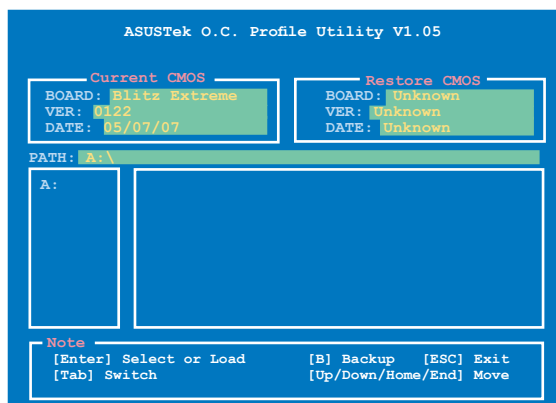 ASUSTek O.C. Profile Utility V1.05
Current CMOS
BOARD: Blitz Extreme
VER: 0122
DATE: 05/07/07
Restore CMOS
BOARD: Unknown
VER: Unknown
DATE: Unknown
PATH: A:\
A:
Note
[Enter] Select or Load [B] Backup [ESC] Exit
[Tab] Switch [Up/Down/Home/End] Move